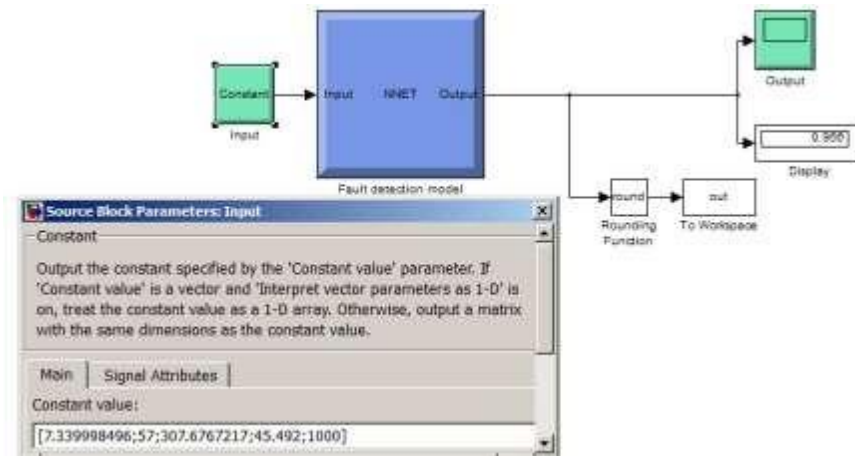 Constant
Input
Input NNET Output
Fault detection model
Output
Display
round
Rounding
Function
out
To Workspace
Source Block Parameters: Input
Constant
Output the constant specified by the 'Constant value' parameter. If
'Constant value' is a vector and 'Interpret vector parameters as 1-D' is
on, treat the constant value as a 1-D array. Otherwise, output a matrix
with the same dimensions as the constant value.
Main
Signal Attributes
Constant value:
[7.339998496;57;307.6767217;45.492;1000]